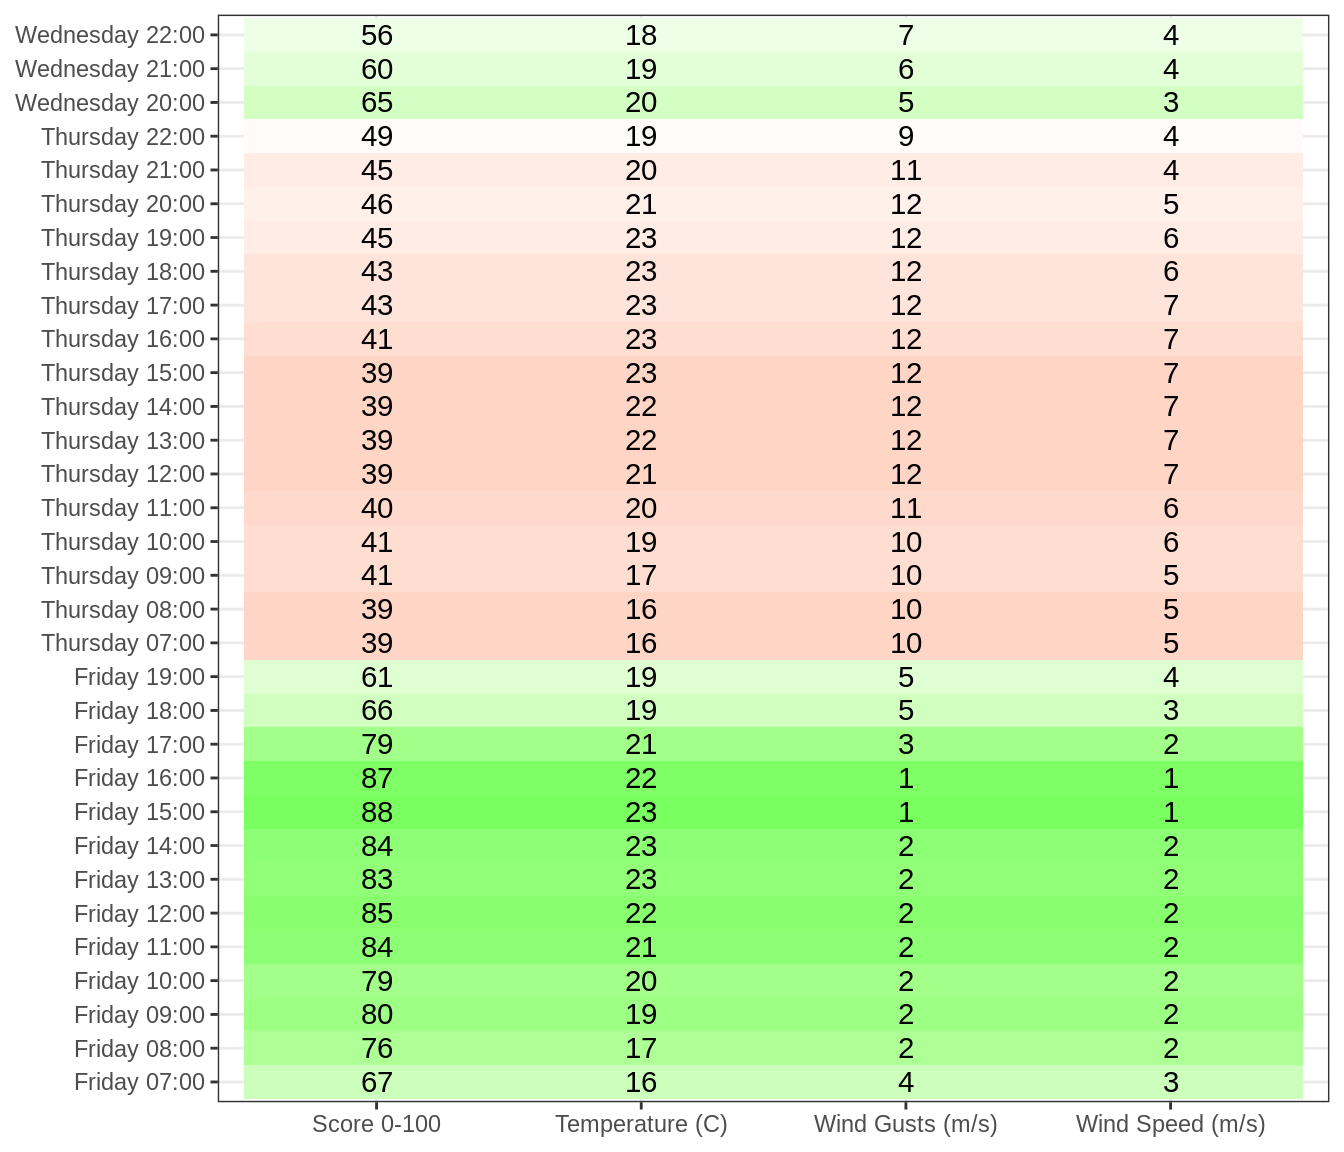 Wednesday 22:00 56 18 7 4
Wednesday 21:00 60 19 6 4
Wednesday 20:00 65 20 5 3
Thursday 22:00 49 19 9 4
Thursday 21:00 45 20 11 4
Thursday 20:00 46 21 12 5
Thursday 19:00 45 23 12 6
Thursday 18:00 43 23 12 6
Thursday 17:00 43 23 12 7
Thursday 16:00 41 23 12 7
Thursday 15:00 39 23 12 7
Thursday 14:00 39 22 12 7
Thursday 13:00 39 22 12 7
Thursday 12:00 39 21 12 7
Thursday 11:00 40 20 11 6
Thursday 10:00 41 19 10 6
Thursday 09:00 41 17 10 5
Thursday 08:00 39 16 10 5
Thursday 07:00 39 16 10 5
Friday 19:00 61 19 5 4
Friday 18:00 66 19 5 3
Friday 17:00 79 21 3 2
Friday 16:00 87 22 1 1
Friday 15:00 88 23 1 1
Friday 14:00 84 23 2 2
Friday 13:00 83 23 2 2
Friday 12:00 85 22 2 2
Friday 11:00 84 21 2 2
Friday 10:00 79 20 2 2
Friday 09:00 80 19 2 2
Friday 08:00 76 17 2 2
Friday 07:00 67 16 4 3
Score 0-100 Temperature (C) Wind Gusts (m/s) Wind Speed (m/s)